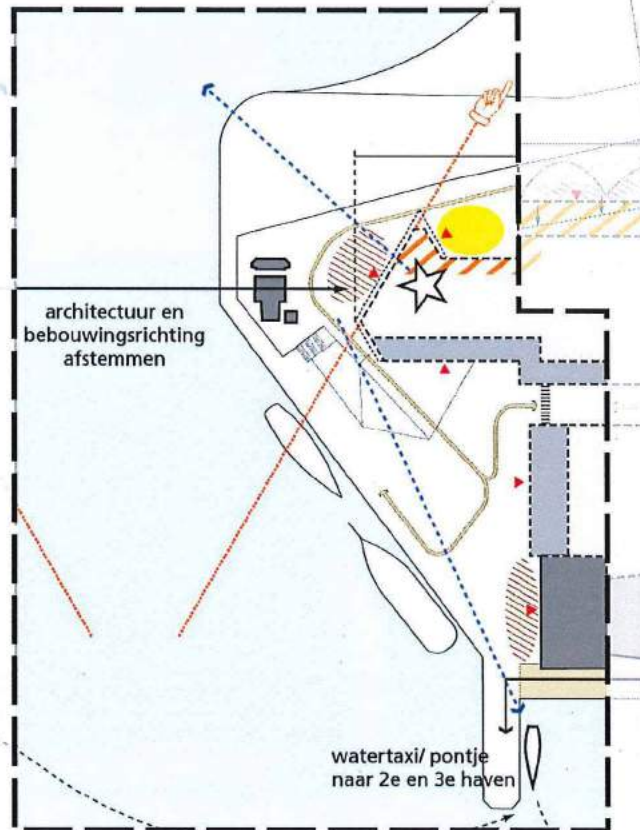 architectuur en
bebouwingsrichting
afstemmen
watertaxi/ pontje
naar 2e en 3e haven